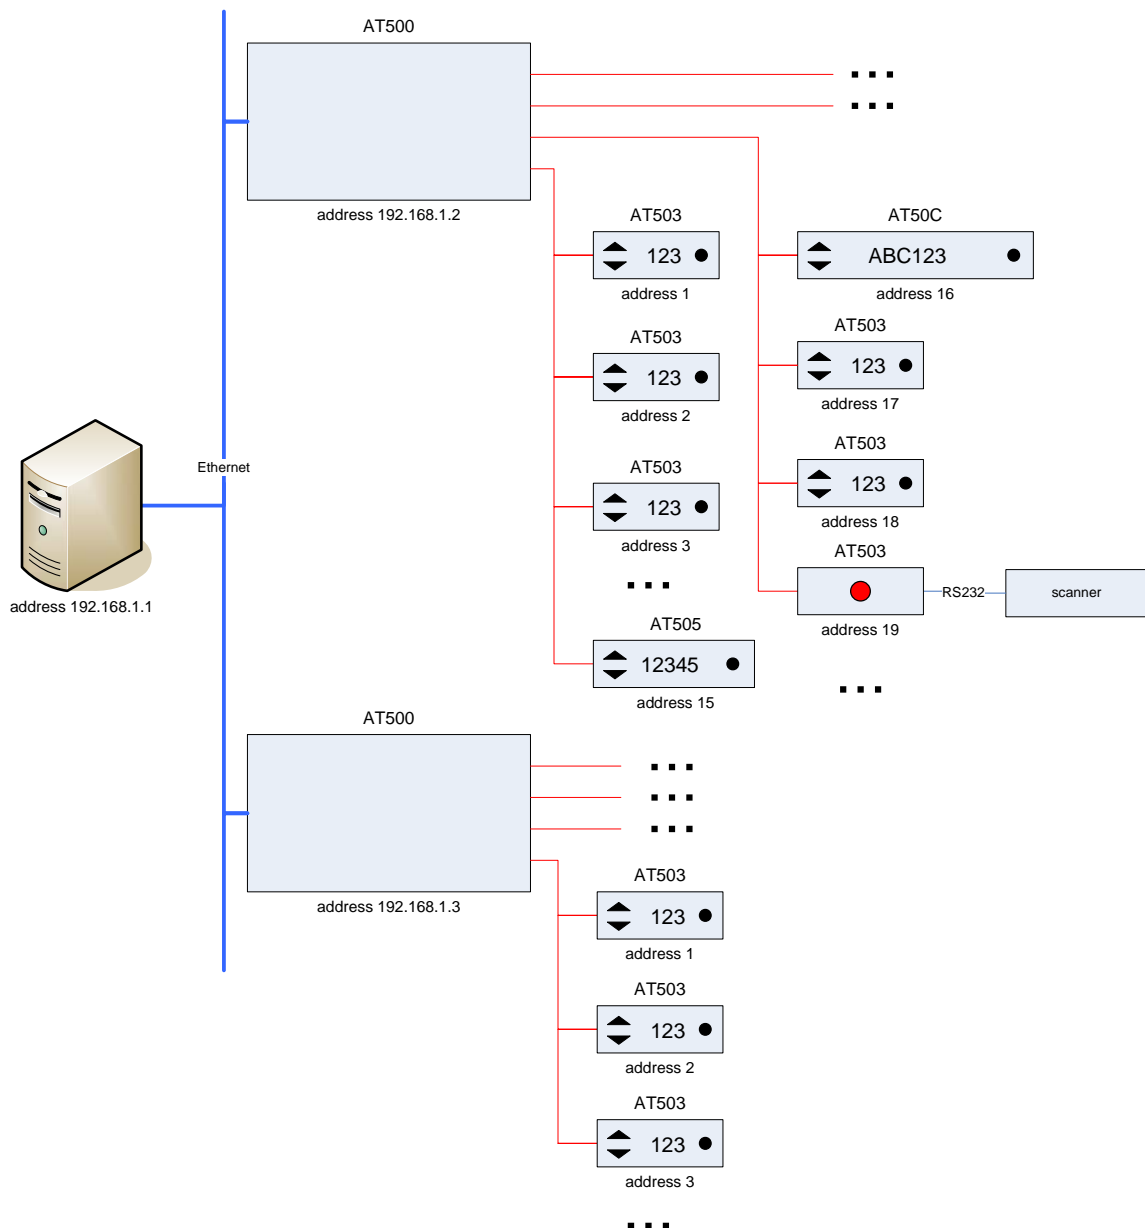 AT500
address 192.168.1.2
AT503
123
address 1
AT50C
ABC123
address 16
AT503
123
address 2
AT503
123
address 17
AT503
123
address 3
AT503
123
address 18
AT503
address 19
RS232
scanner
AT505
12345
address 15
Ethernet
address 192.168.1.1
AT500
address 192.168.1.3
AT503
123
address 1
AT503
123
address 2
AT503
123
address 3